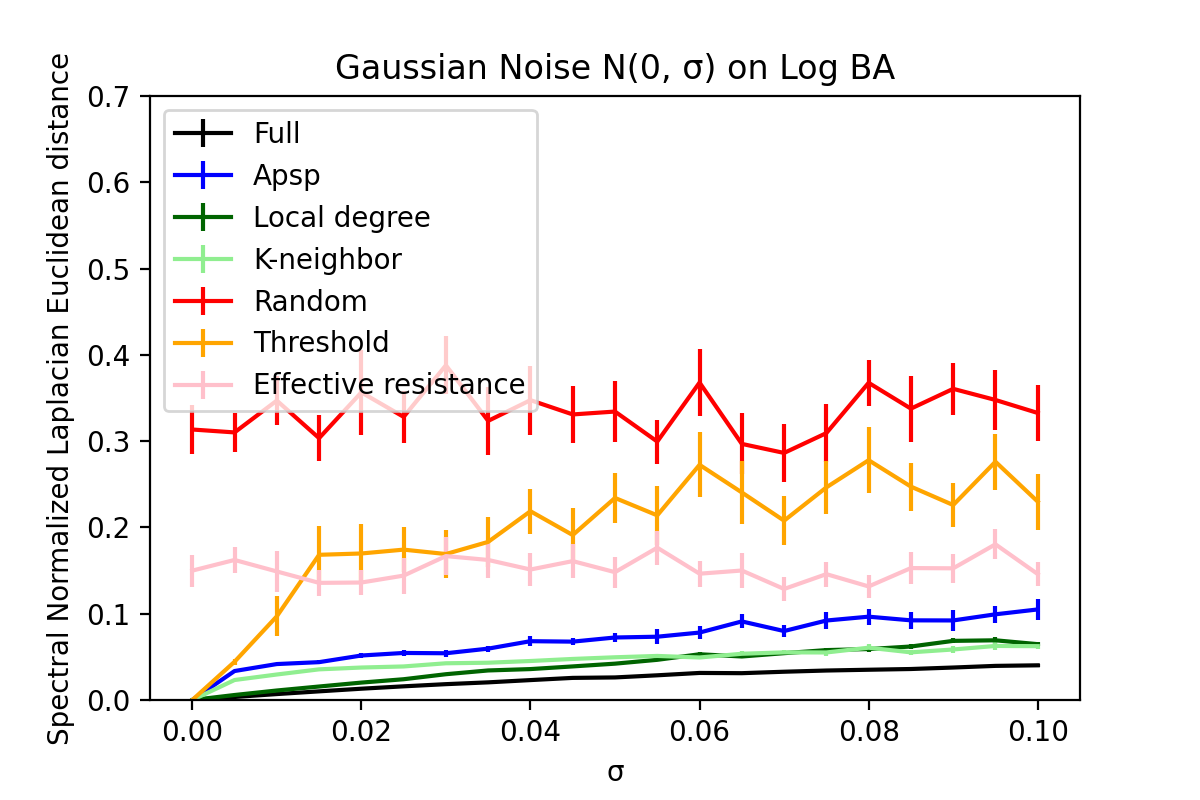 Gaussian Noise N(0, σ) on Log BA
Spectral Normalized Laplacian Euclidean distance
0.7
0.6
0.5
0.4
0.3
0.2
0.1
0.0
Full
Apsp
Local degree
K-neighbor
Random
Threshold
Effective resistance
0.00 0.02 0.04 0.06 0.08 0.10
σ